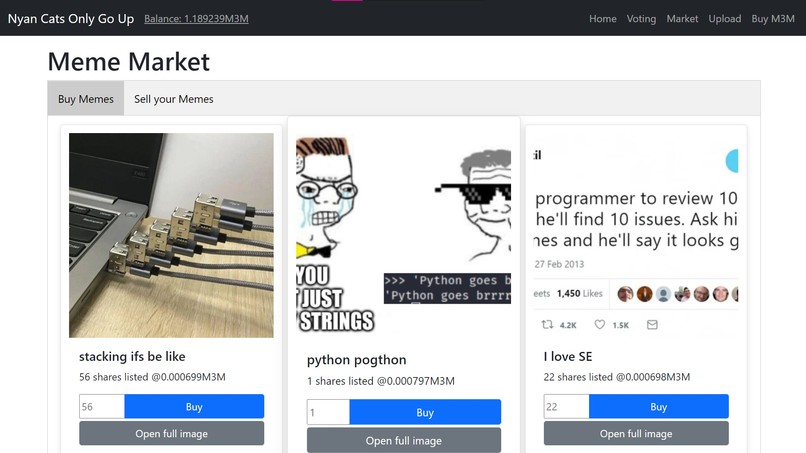 Nyan Cats Only Go Up
Balance: 1.189239M3M
Home
Voting
Market
Upload
Buy M3M
Meme Market
Buy Memes
Sell your Memes
stacking ifs be like
56 shares listed @0.000699M3M
56
Buy
Open full image
YOU
JUST
STRINGS
>>> 'Python goes b
'Python goes brrrr
python pogthon
1 shares listed @0.000797M3M
1
Buy
Open full image
il
programmer to review 10
he'll find 10 issues. Ask hi
nes and he'll say it looks g
27 Feb 2013
eets 1,450 Likes
4.2K
1.5K
I love SE
22 shares listed @0.000698M3M
22
Buy
Open full image